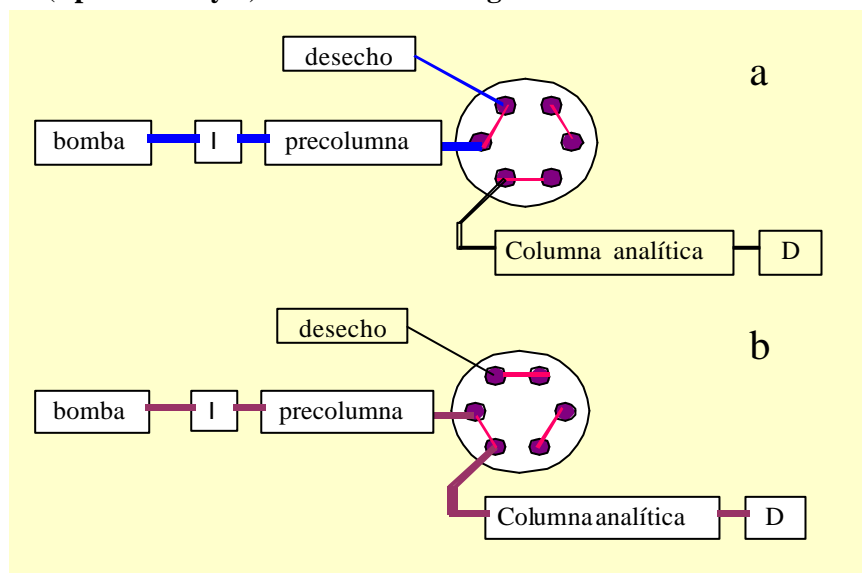 desecho
a
bomba
I
precolumna
Columna analítica
D
desecho
b
bomba
I
precolumna
Columna analítica
D